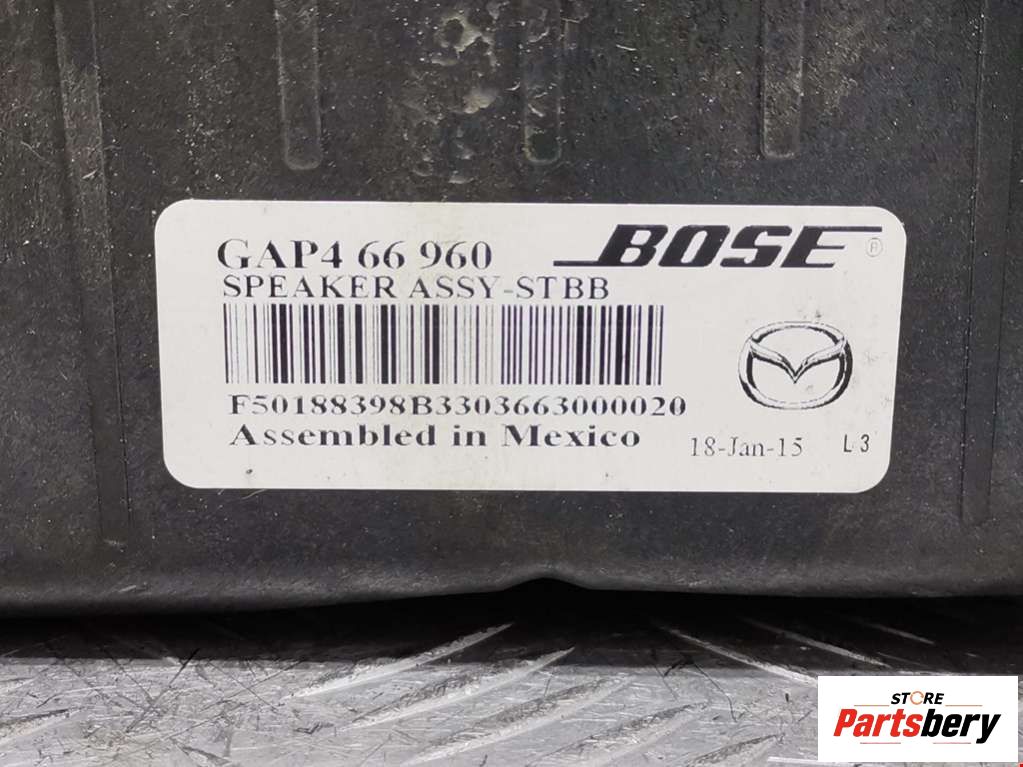 GAP4 66 960
BOSE ®
SPEAKER ASSY-STBB
F50188398B3303663000020
Assembled in Mexico
18-Jan-15 L3
STORE
Partsbery